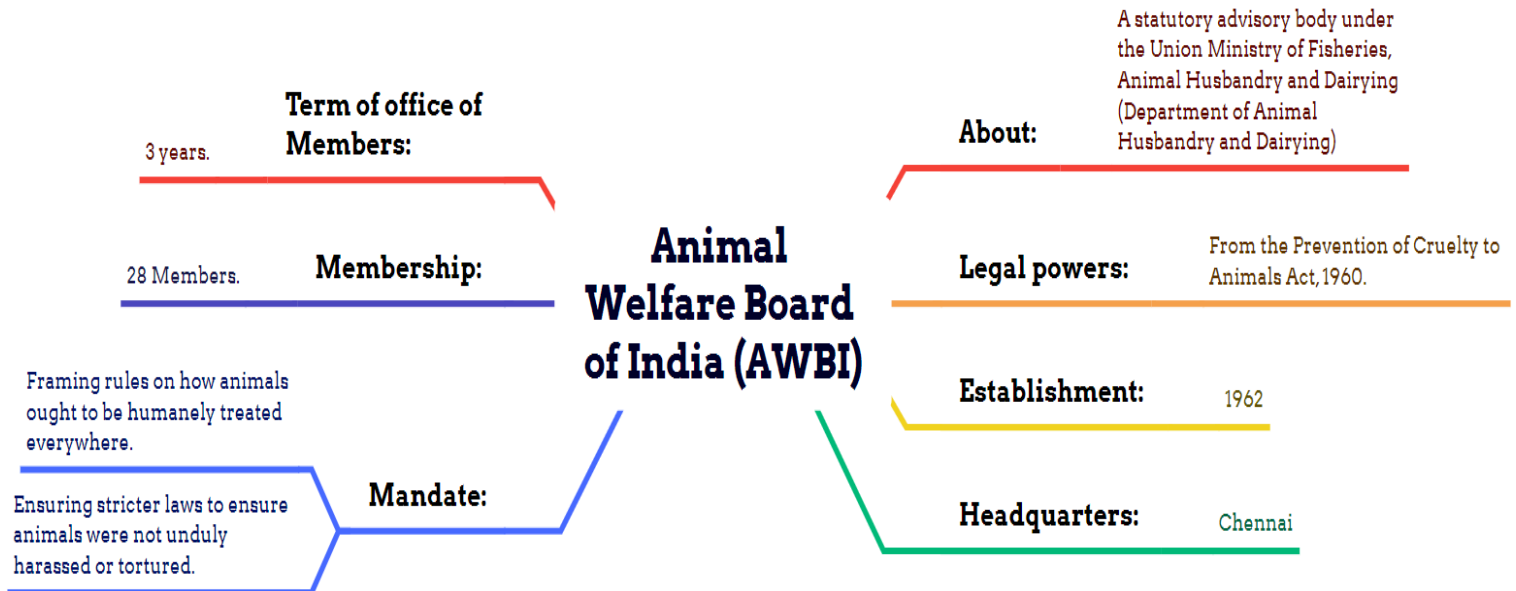 Animal
Welfare Board
of India (AWBI)
About:
A statutory advisory body under
the Union Ministry of Fisheries,
Animal Husbandry and Dairying
(Department of Animal
Husbandry and Dairying)
Legal powers:
From the Prevention of Cruelty to
Animals Act, 1960.
Establishment:
1962
Headquarters:
Chennai
Term of office of
Members:
3 years.
Membership:
28 Members.
Mandate:
Framing rules on how animals
ought to be humanely treated
everywhere.
Ensuring stricter laws to ensure
animals were not unduly
harassed or tortured.